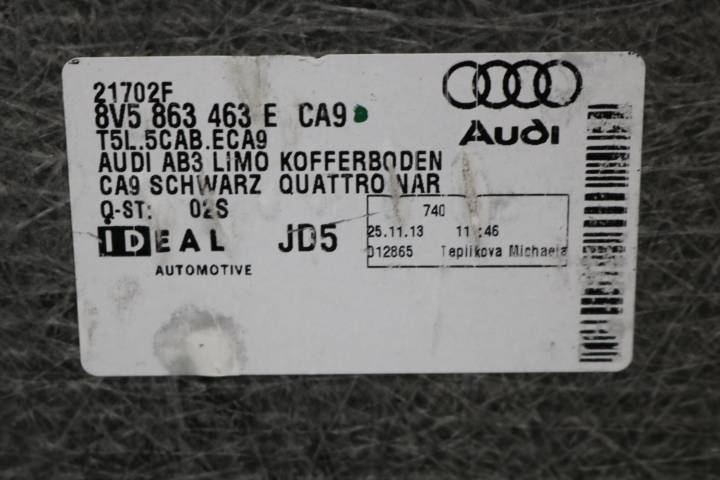 21702F
8V5 863 463 E CA9
T5L.5CAB.ECA9
AUDI AB3 LIMO KOFFERBODEN
CA9 SCHWARZ QUATTRO NAR
Q-ST: 02S
IDEAL
AUTOMOTIVE
JD5
Audi
740
25.11.13 11:46
012865 Teplikova Michaela